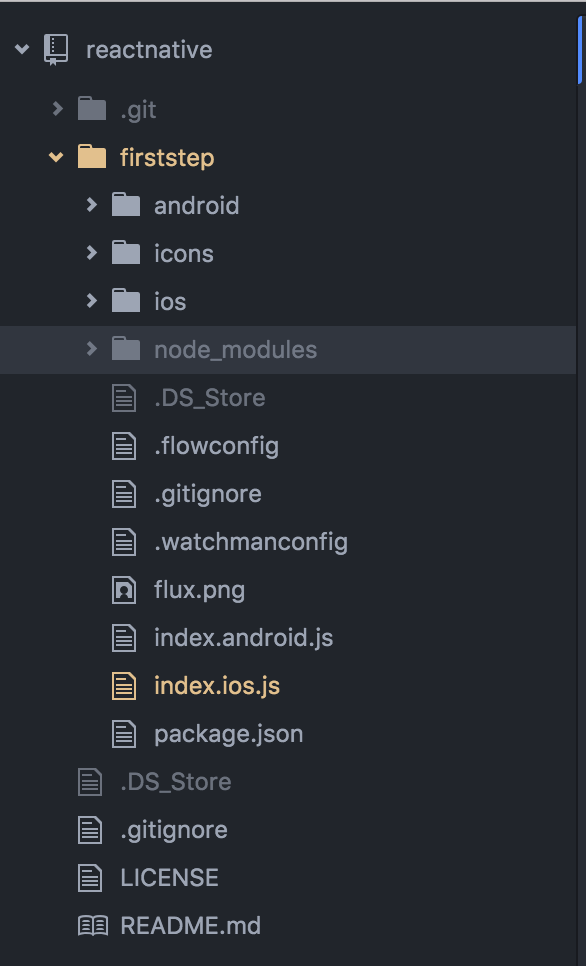 reactnative
.git
firststep
android
icons
ios
node_modules
.DS_Store
.flowconfig
.gitignore
.watchmanconfig
flux.png
index.android.js
index.ios.js
package.json
.DS_Store
.gitignore
LICENSE
README.md